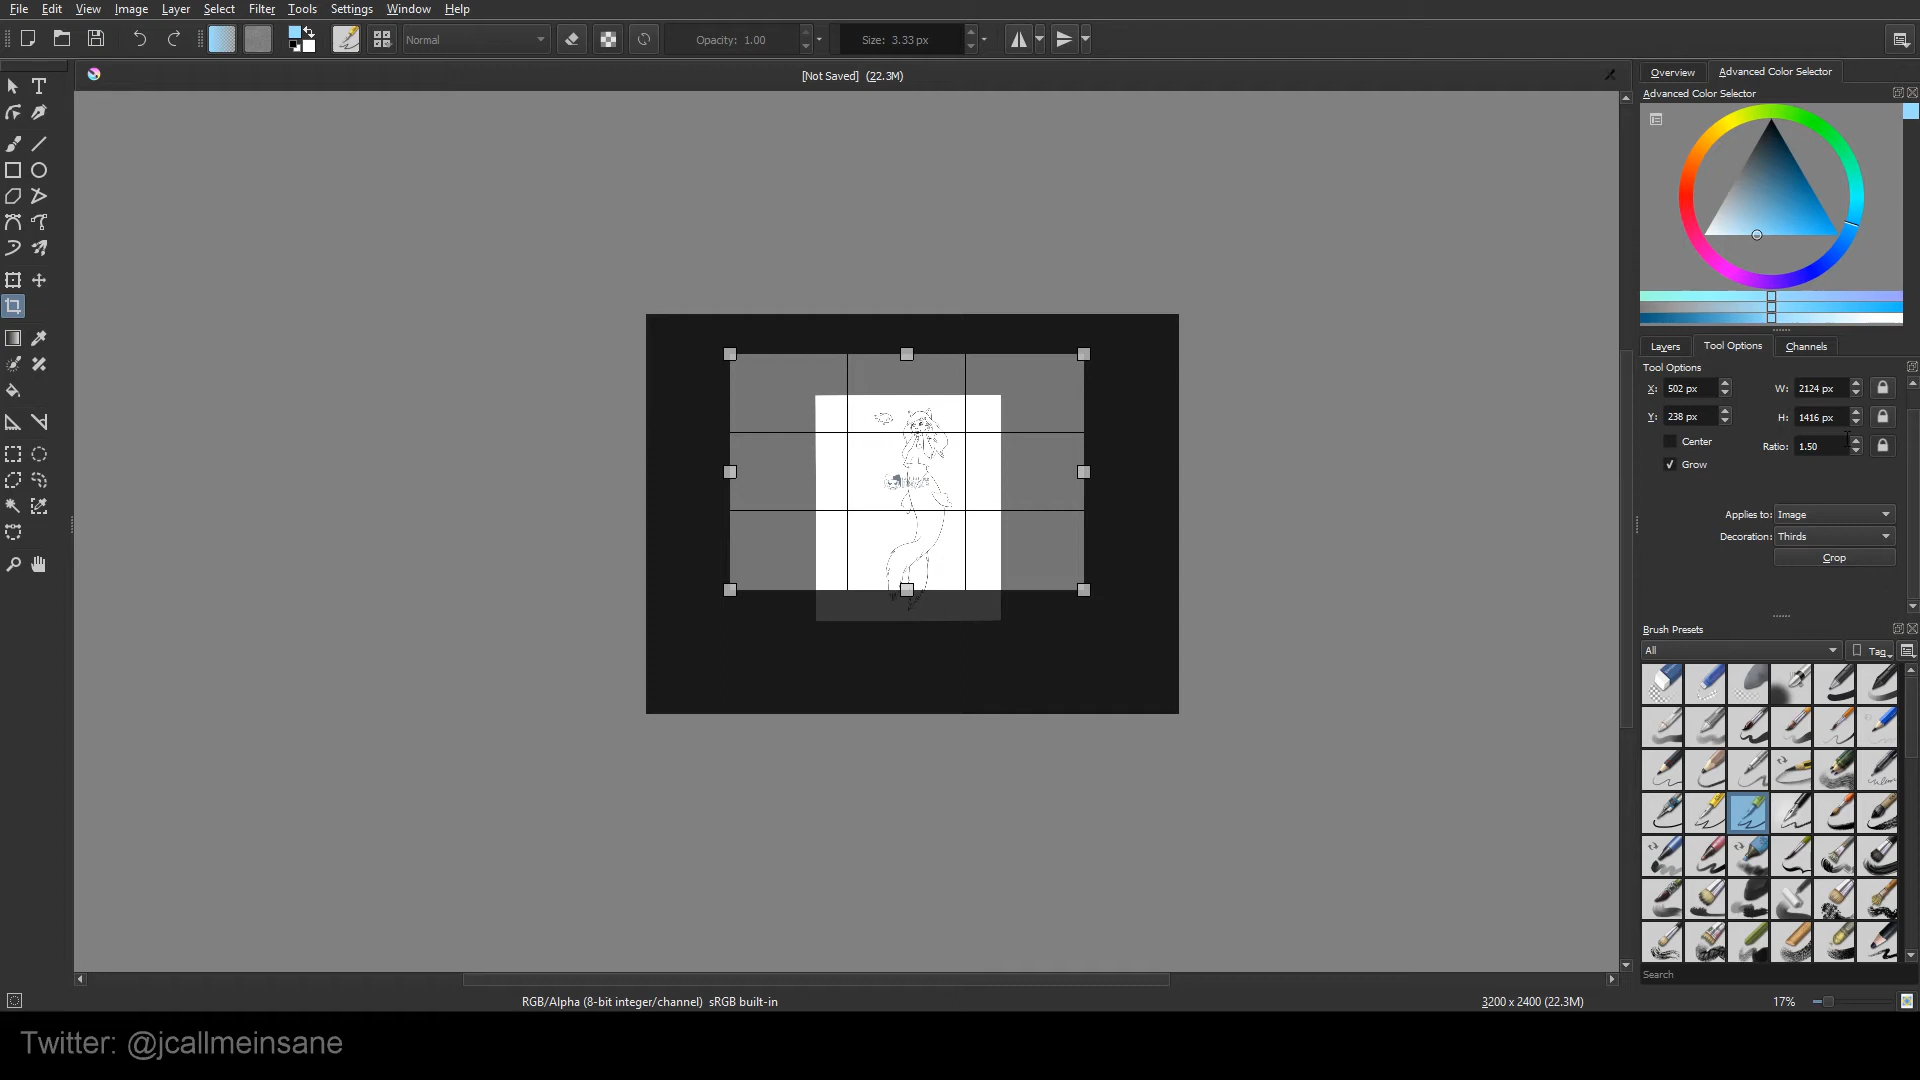 File Edit View Image Layer Select Filter Tools Settings Window Help
Normal
Opacity: 1.00
Size: 3.33 px
[Not Saved] (22.3M)
Overview
Advanced Color Selector
Advanced Color Selector
Layers
Tool Options
Channels
Tool Options
X: 502 px
W: 2124 px
Y: 238 px
H: 1416 px
Center
Ratio: 1.50
Grow
Applies to: Image
Decoration: Thirds
Crop
Brush Presets
All
Tag
Search
RGB/Alpha (8-bit integer/channel) sRGB built-in
3200 x 2400 (22.3M)
17%
Twitter: @jcallmeinsane